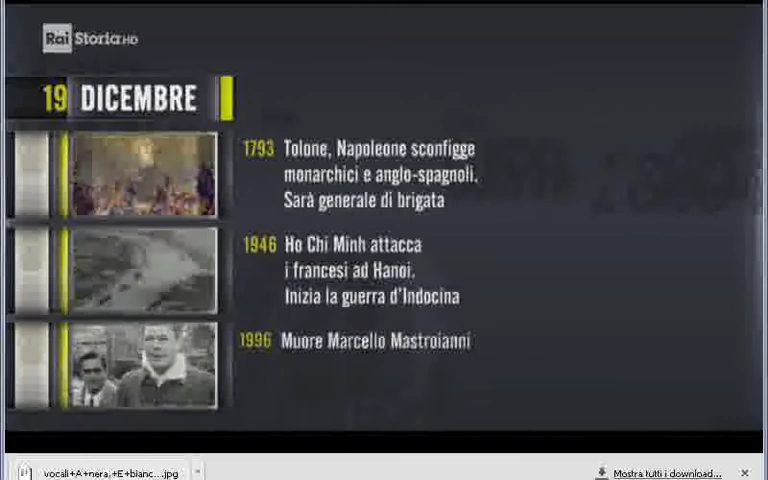 Rai Storia HD
19 DICEMBRE
1793 Tolone, Napoleone sconfigge
monarchici e anglo-spagnoli.
Sarà generale di brigata
1946 Ho Chi Minh attacca
i francesi ad Hanoi.
Inizia la guerra d'Indocina
1996 Muore Marcello Mastroianni
vocali+A+nera,+E+bianc....jpg
Mostra tutti i download...